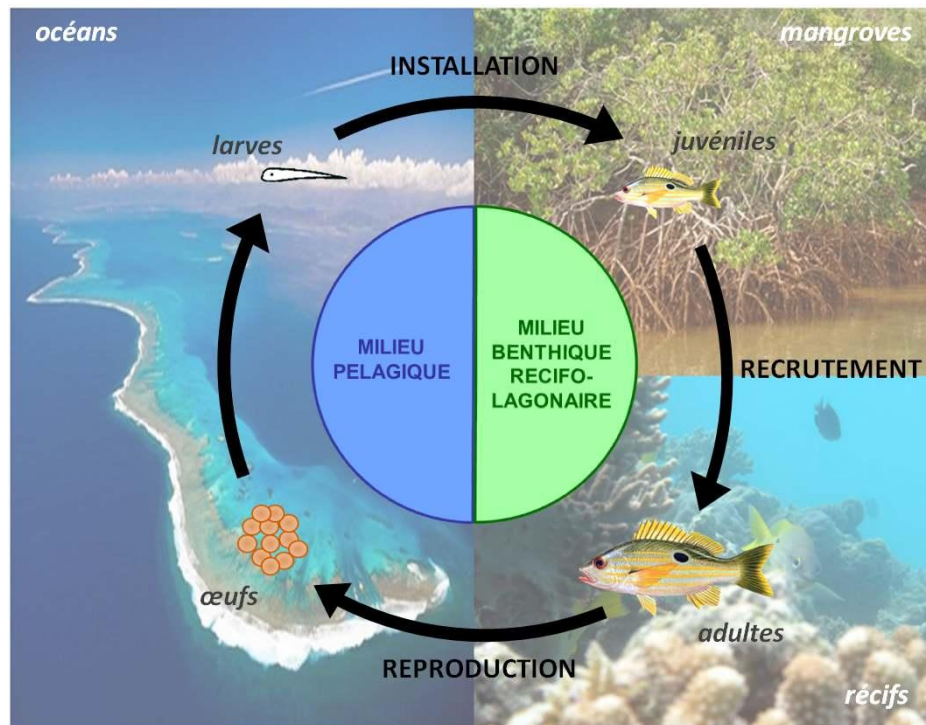 océans
mangroves
INSTALLATION
larves
juvéniles
MILIEU
PELAGIQUE
MILIEU
BENTHIQUE
RECIFO-
LAGONAIRE
RECRUTEMENT
œufs
adultes
REPRODUCTION
récifs